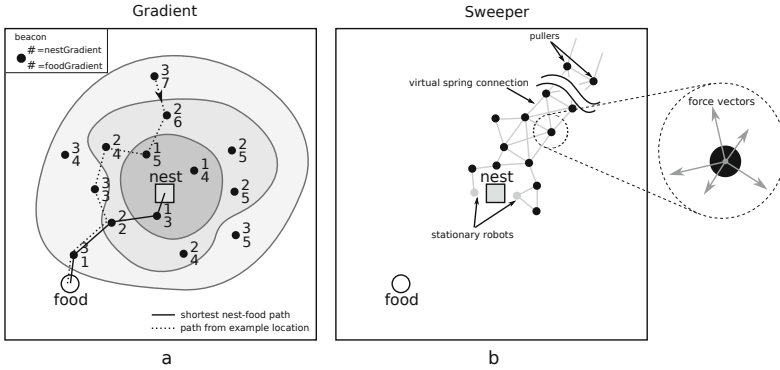 Gradient
beacon
#=nestGradient
#=foodGradient
3
7
2
6
2
4
1
5
3
4
2
5
1
4
nest
3
3
2
5
2
2
1
3
3
5
3
1
2
4
food
shortest nest-food path
path from example location
a
Sweeper
pullers
virtual spring connection
nest
stationary robots
food
b
force vectors